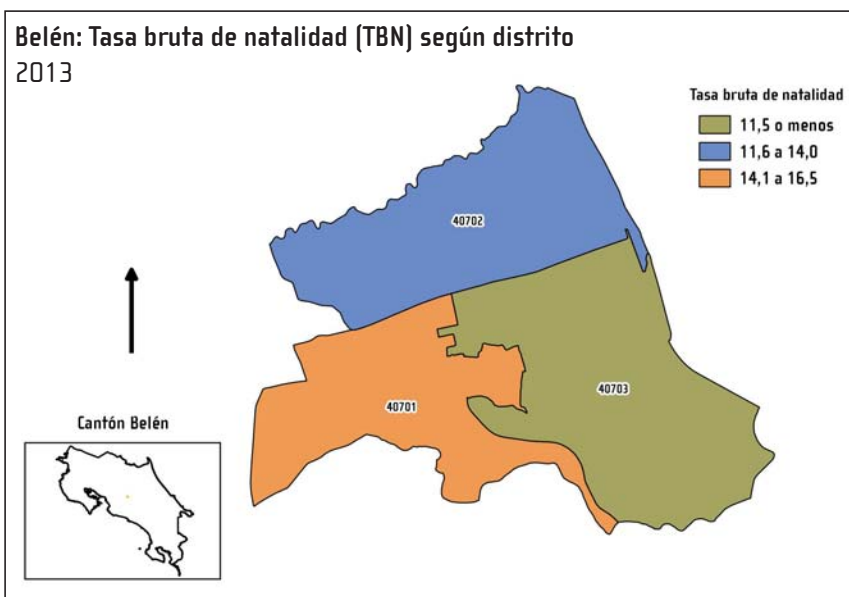 Belén: Tasa bruta de natalidad (TBN) según distrito
2013
Tasa bruta de natalidad
11,5 o menos
11,6 a 14,0
14,1 a 16,5
40702
40703
40701
Cantón Belén